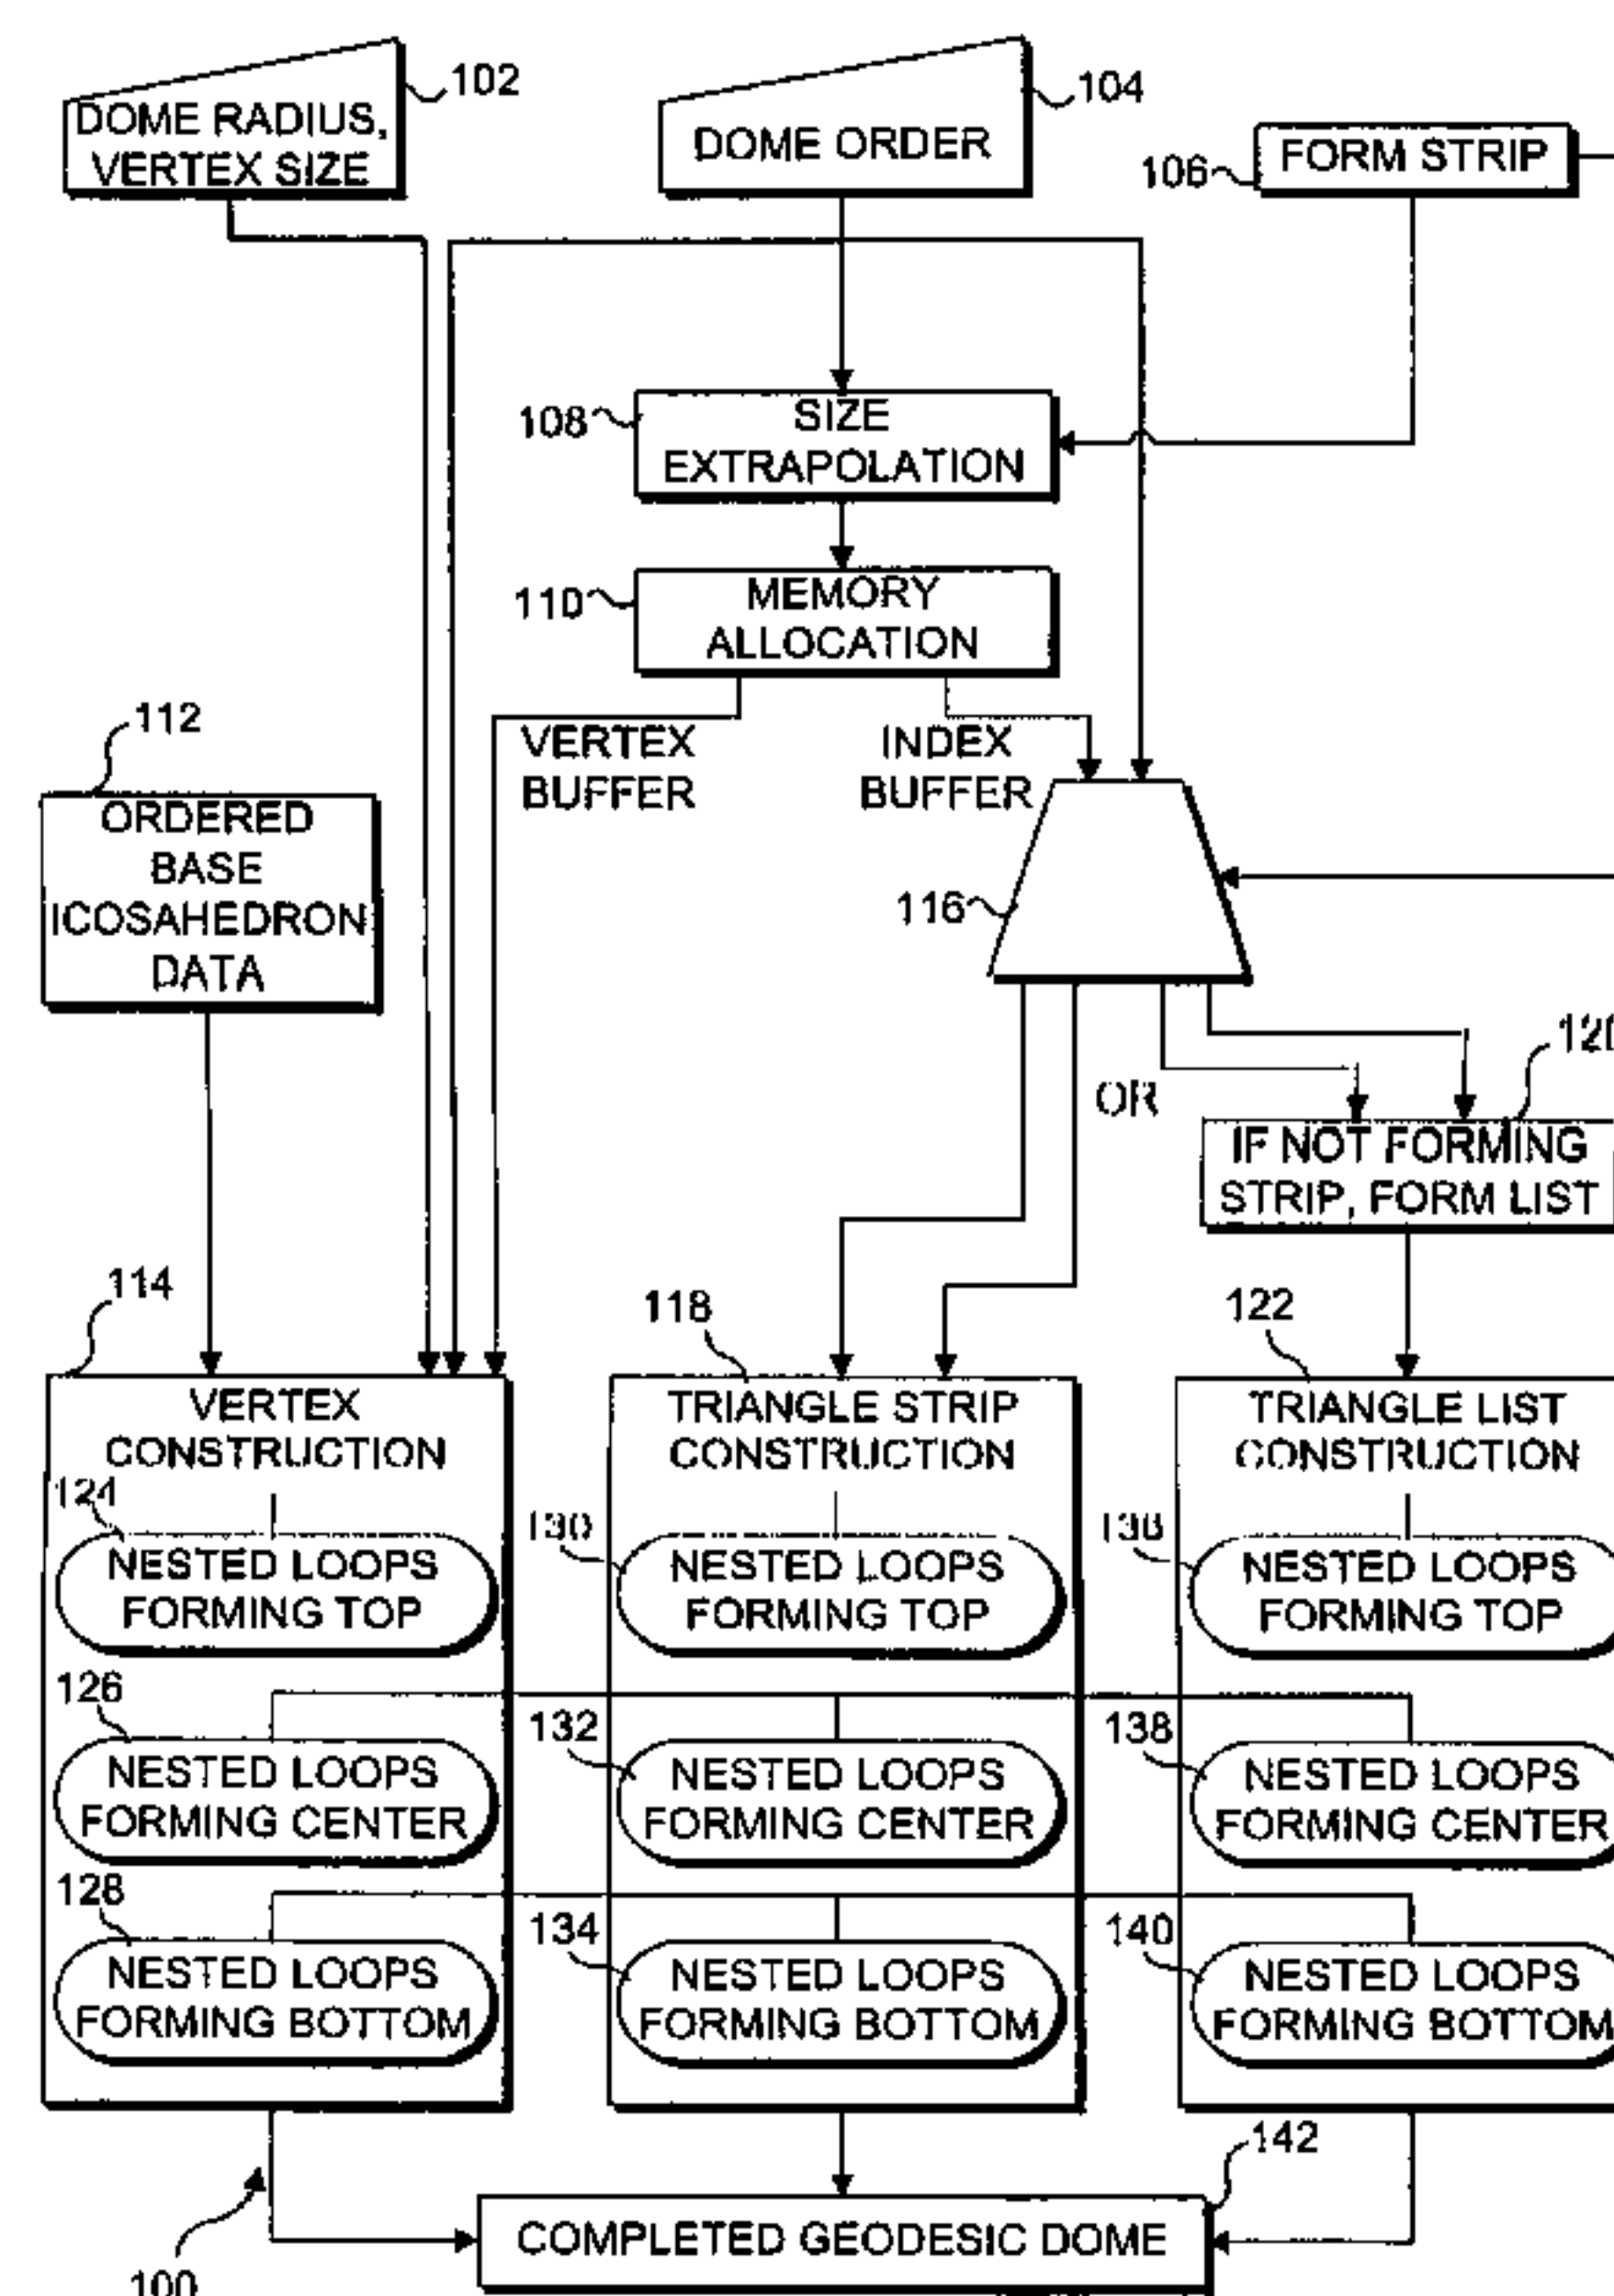 102
DOME RADIUS,
VERTEX SIZE
104
DOME ORDER
106
FORM STRIP
108
SIZE
EXTRAPOLATION
110
MEMORY
ALLOCATION
VERTEX
BUFFER
INDEX
BUFFER
112
ORDERED
BASE
ICOSAHEDRON
DATA
116
OR
IF NOT FORMING
STRIP, FORM LIST
114
VERTEX
CONSTRUCTION
118
TRIANGLE STRIP
CONSTRUCTION
122
TRIANGLE LIST
CONSTRUCTION
124
NESTED LOOPS
FORMING TOP
130
NESTED LOOPS
FORMING TOP
NESTED LOOPS
FORMING TOP
126
NESTED LOOPS
FORMING CENTER
132
NESTED LOOPS
FORMING CENTER
138
NESTED LOOPS
FORMING CENTER
128
NESTED LOOPS
FORMING BOTTOM
134
NESTED LOOPS
FORMING BOTTOM
140
NESTED LOOPS
FORMING BOTTOM
142
COMPLETED GEODESIC DOME
100